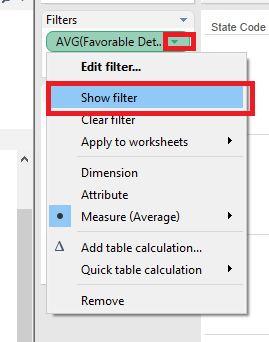 Filters
State Code
AVG(Favorable Det..
Edit filter...
Show filter
Clear filter
Apply to worksheets
Dimension
Attribute
Measure (Average)
Δ Add table calculation...
Quick table calculation
Remove